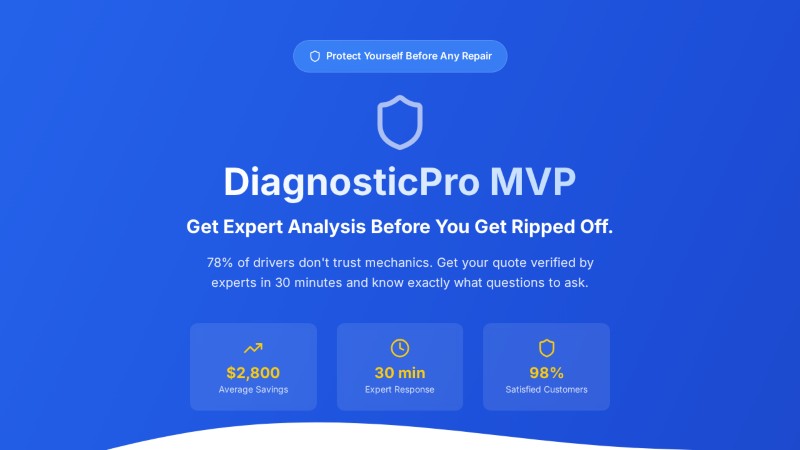 Protect Yourself Before Any Repair
DiagnosticPro MVP
Get Expert Analysis Before You Get Ripped Off.
78% of drivers don't trust mechanics. Get your quote verified by
experts in 30 minutes and know exactly what questions to ask.
$2,800
Average Savings
30 min
Expert Response
98%
Satisfied Customers